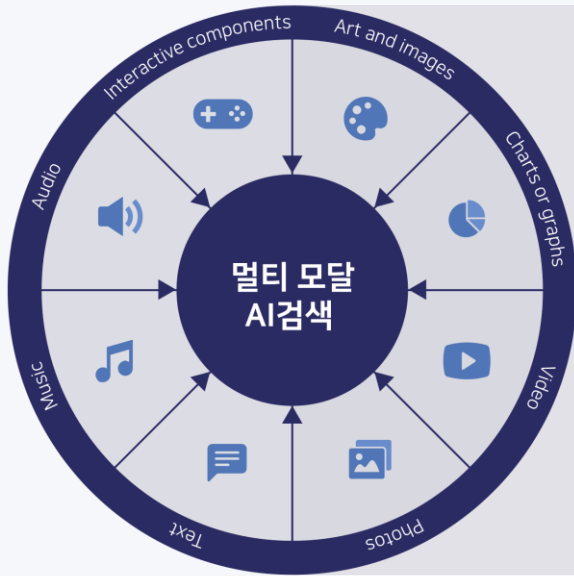 Interactive components
Art and images
Charts or graphs
Video
Photos
Text
Music
Audio
멀티 모달
AI검색